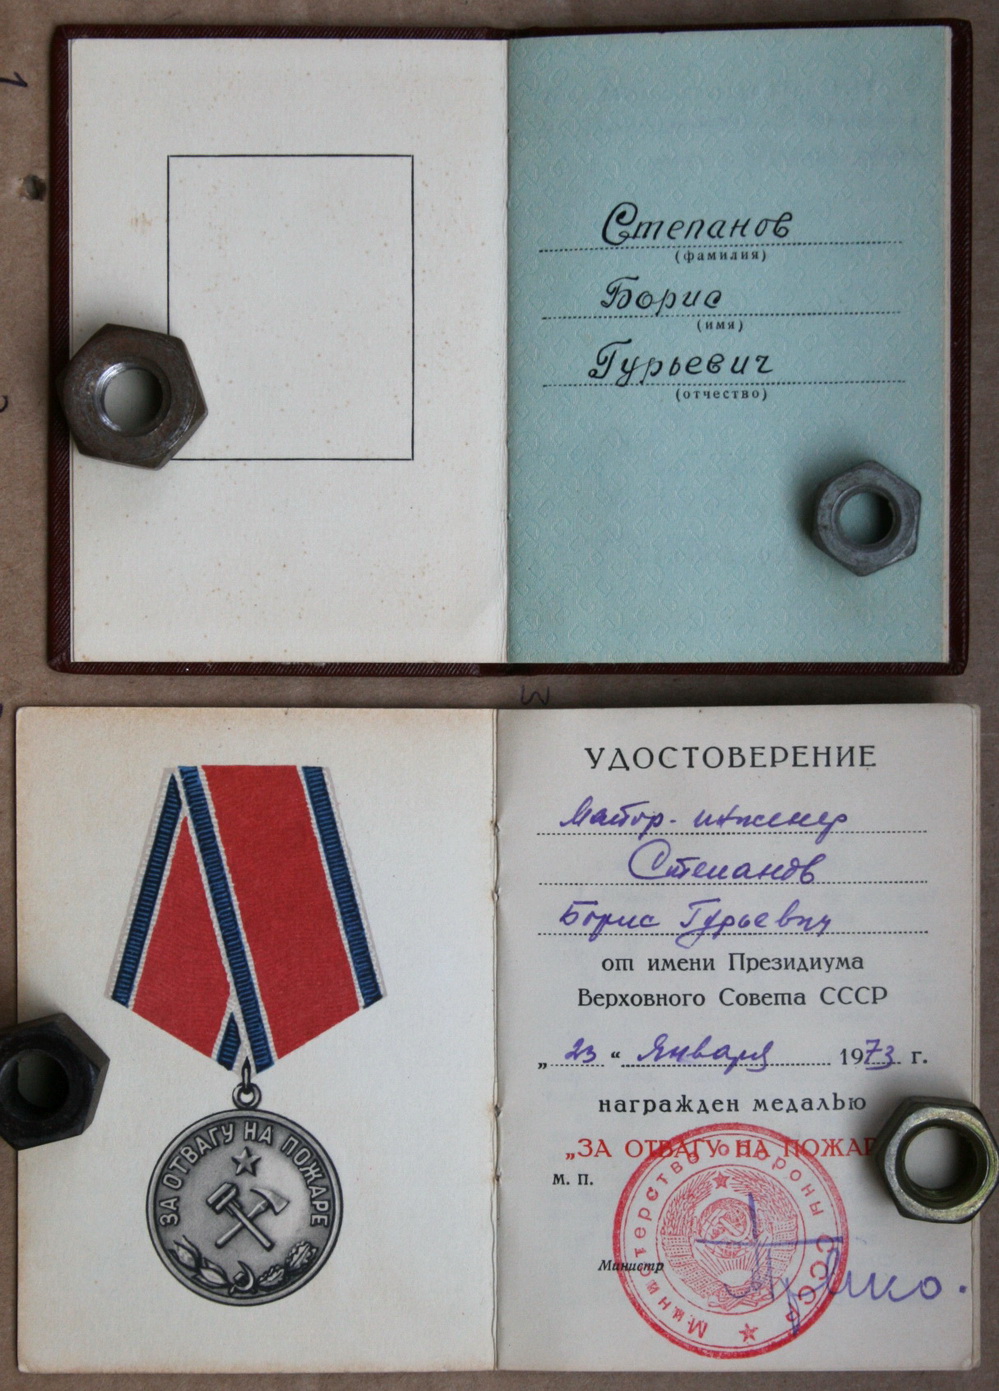 Степанов
(фамилия)
Борис
(имя)
Гурьевич
(отчество)
ЗА ОТВАГУ НА ПОЖАРЕ
УДОСТОВЕРЕНИЕ
Майор-инженер
Степанов
Борис Гурьевич
от имени Президиума
Верховного Совета СССР
„ 23 “ Января 1973 г.
награжден медалью
„ЗА ОТВАГУ НА ПОЖАР
м. п.
Министерство обороны СССР
Министр